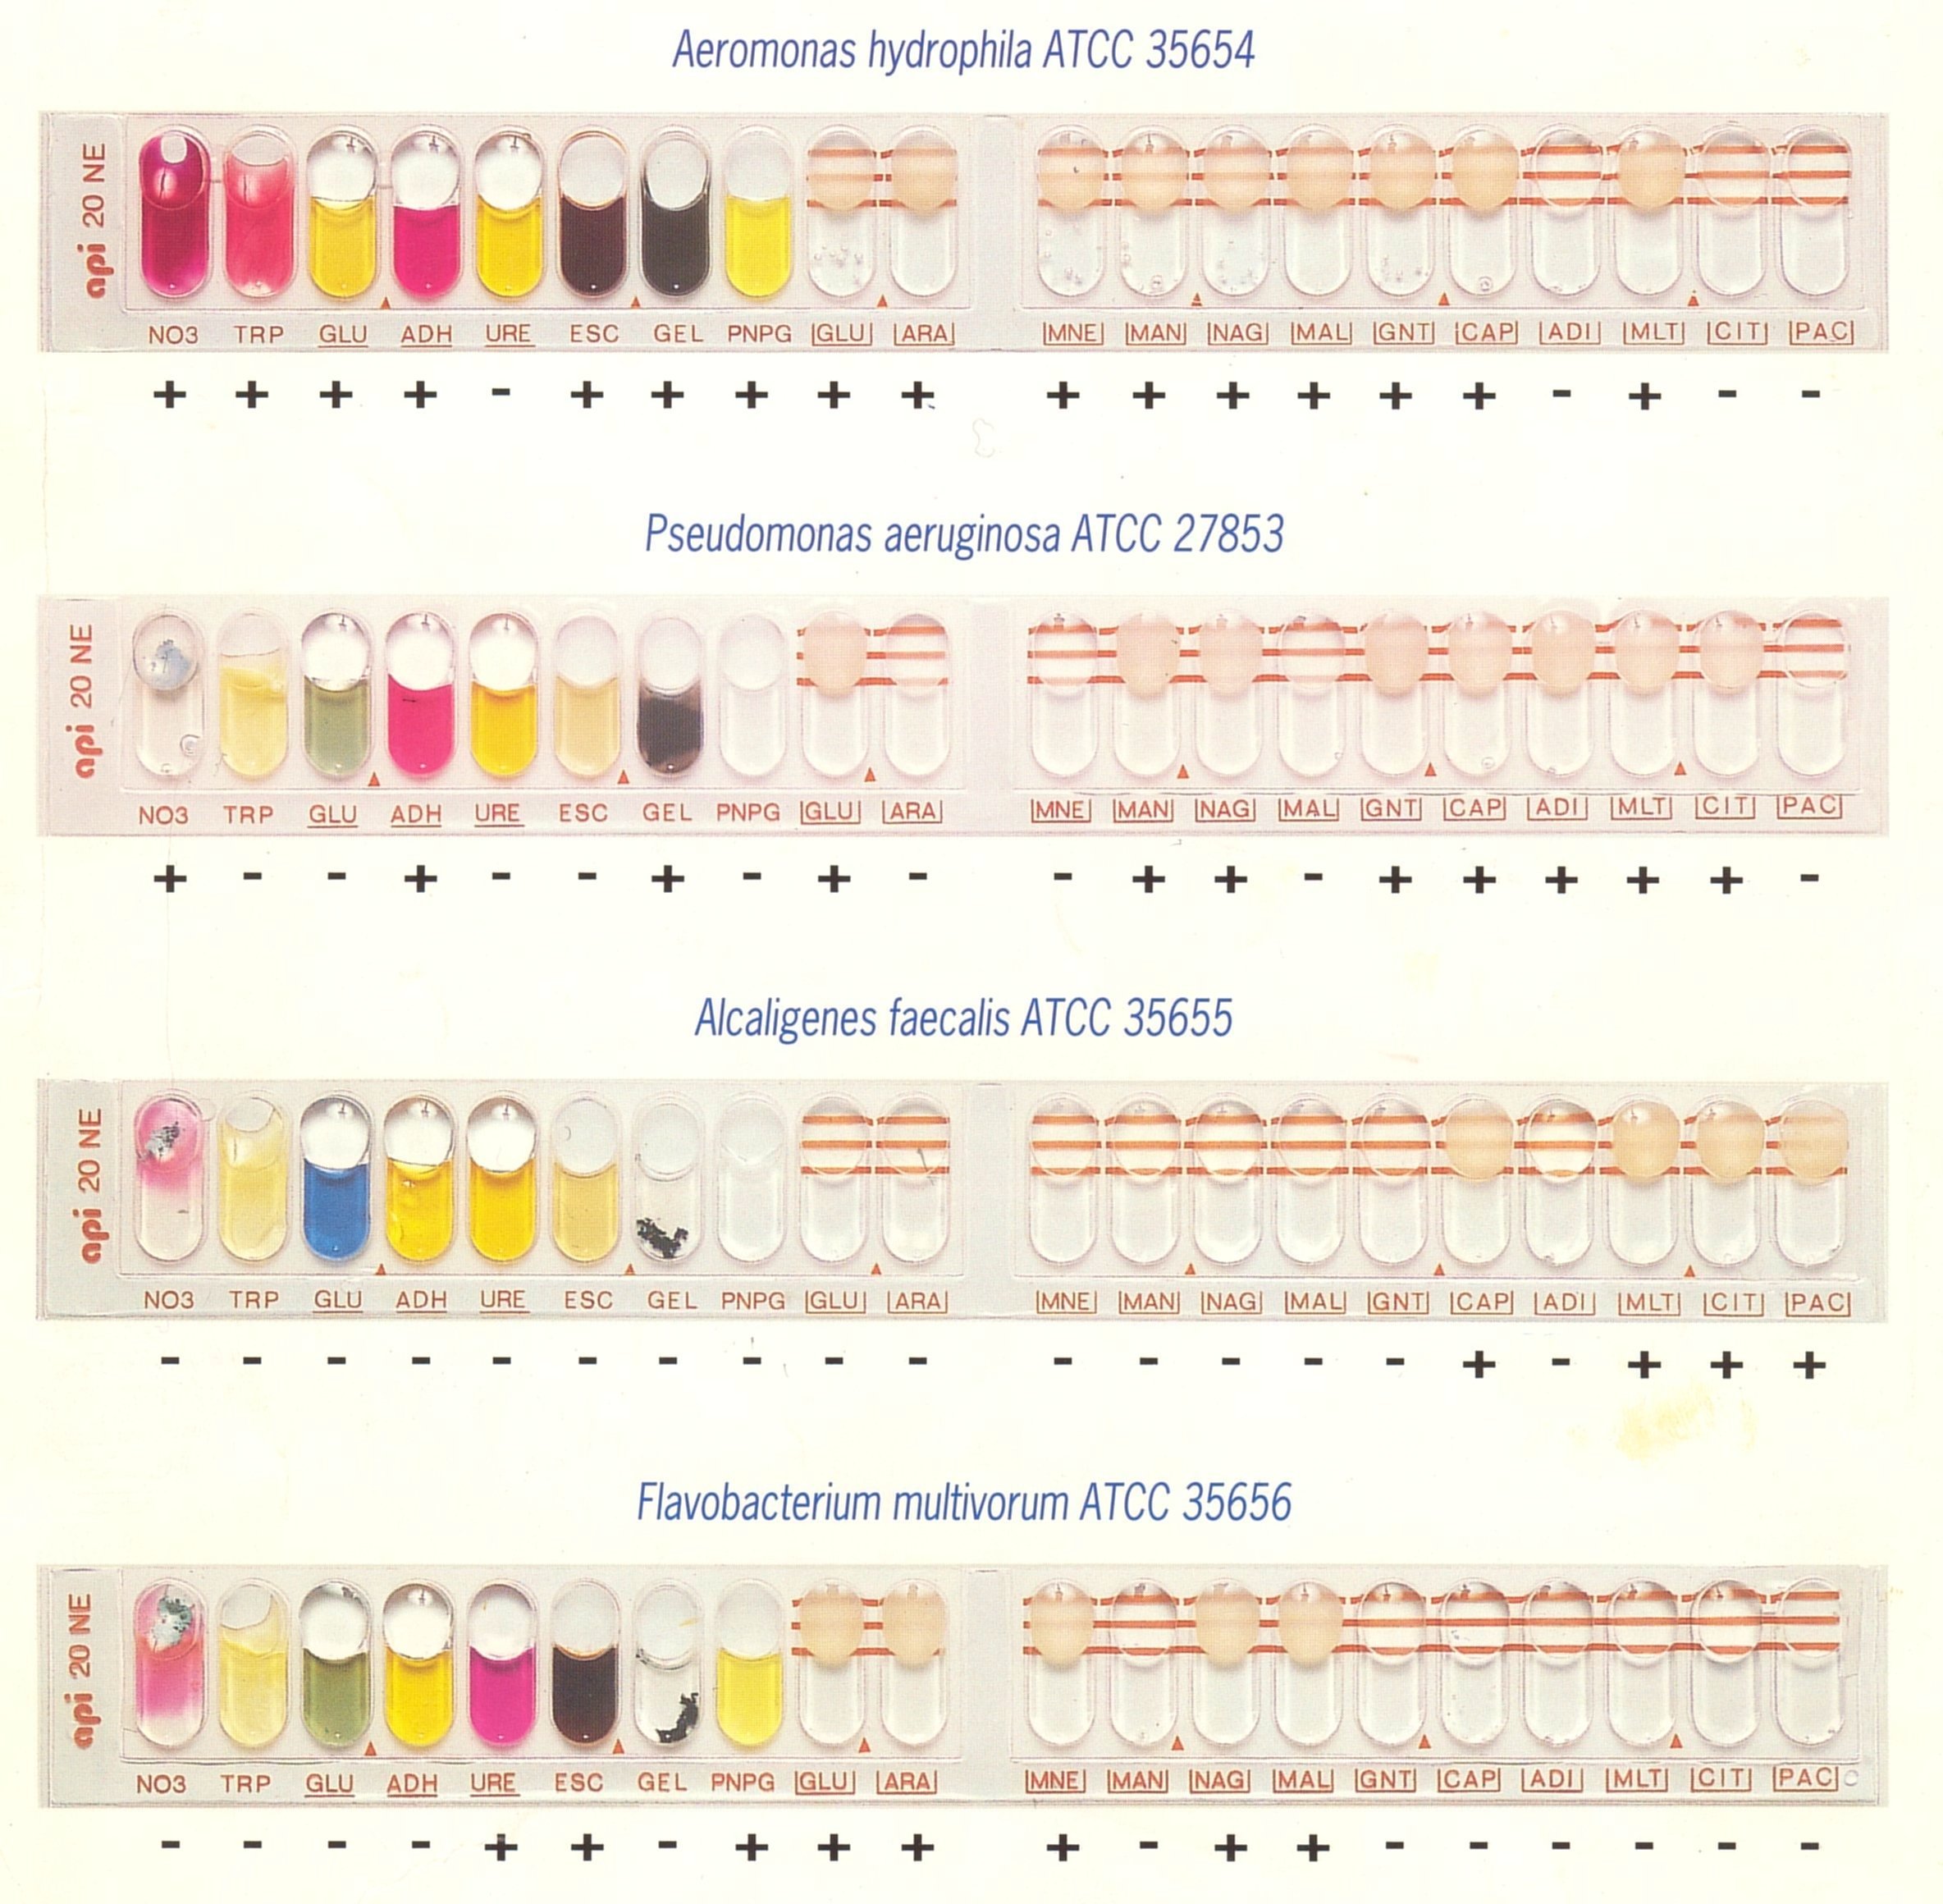 Aeromonas hydrophila ATCC 35654
api 20 NE
NO3 TRP GLU ADH URE ESC GEL PNPG |GLU| |ARA| |MNE| |MAN| |NAG| |MAL| |GNT| |CAP| |ADI| |MLT| |CIT| |PAC|
+ + + + - + + + + + + + + + + + - + - -
Pseudomonas aeruginosa ATCC 27853
api 20 NE
NO3 TRP GLU ADH URE ESC GEL PNPG |GLU| |ARA| |MNE| |MAN| |NAG| |MAL| |GNT| |CAP| |ADI| |MLT| |CIT| |PAC|
+ - - + - - + - + - - + + - + + + + + -
Alcaligenes faecalis ATCC 35655
api 20 NE
NO3 TRP GLU ADH URE ESC GEL PNPG |GLU| |ARA| |MNE| |MAN| |NAG| |MAL| |GNT| |CAP| |ADI| |MLT| |CIT| |PAC|
- - - - - - - - - - - - - - - + - + + +
Flavobacterium multivorum ATCC 35656
api 20 NE
NO3 TRP GLU ADH URE ESC GEL PNPG |GLU| |ARA| |MNE| |MAN| |NAG| |MAL| |GNT| |CAP| |ADI| |MLT| |CIT| |PAC|
- - - - + + - + + + + - + + - - - - - -